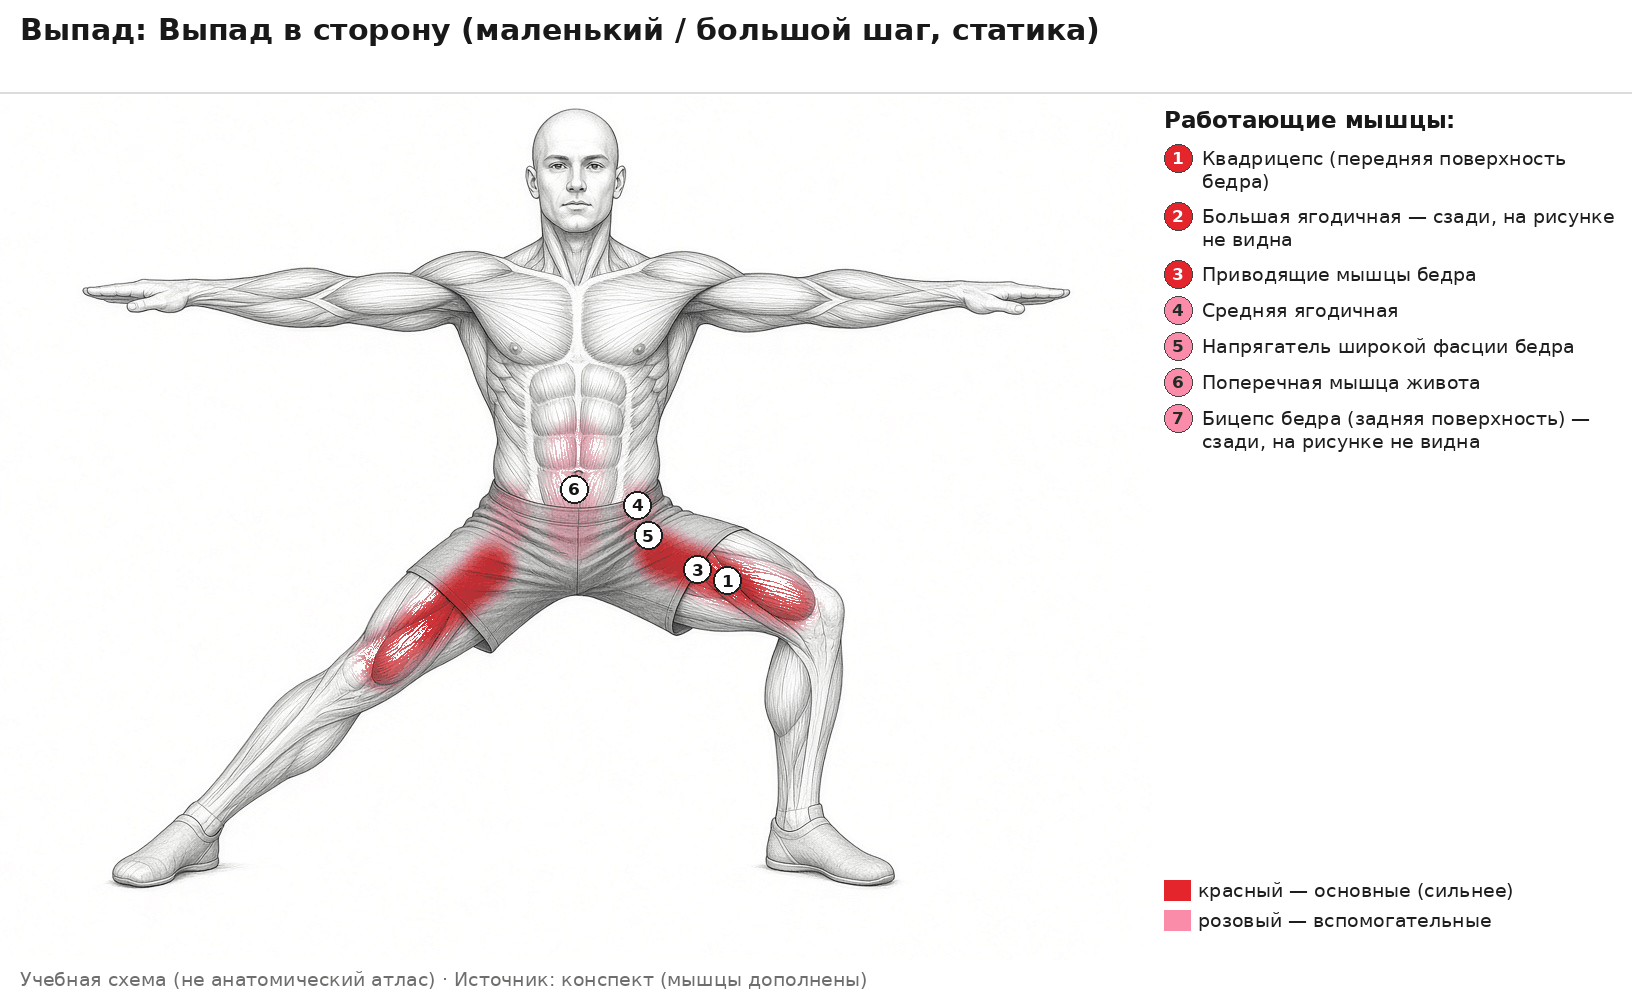 Выпад: Выпад в сторону (маленький / большой шаг, статика)
Работающие мышцы:
1 Квадрицепс (передняя поверхность
бедра)
2 Большая ягодичная — сзади, на рисунке
не видна
3 Приводящие мышцы бедра
4 Средняя ягодичная
5 Напрягатель широкой фасции бедра
6 Поперечная мышца живота
7 Бицепс бедра (задняя поверхность) —
сзади, на рисунке не видна
6
4
5
3
1
красный — основные (сильнее)
розовый — вспомогательные
Учебная схема (не анатомический атлас) · Источник: конспект (мышцы дополнены)